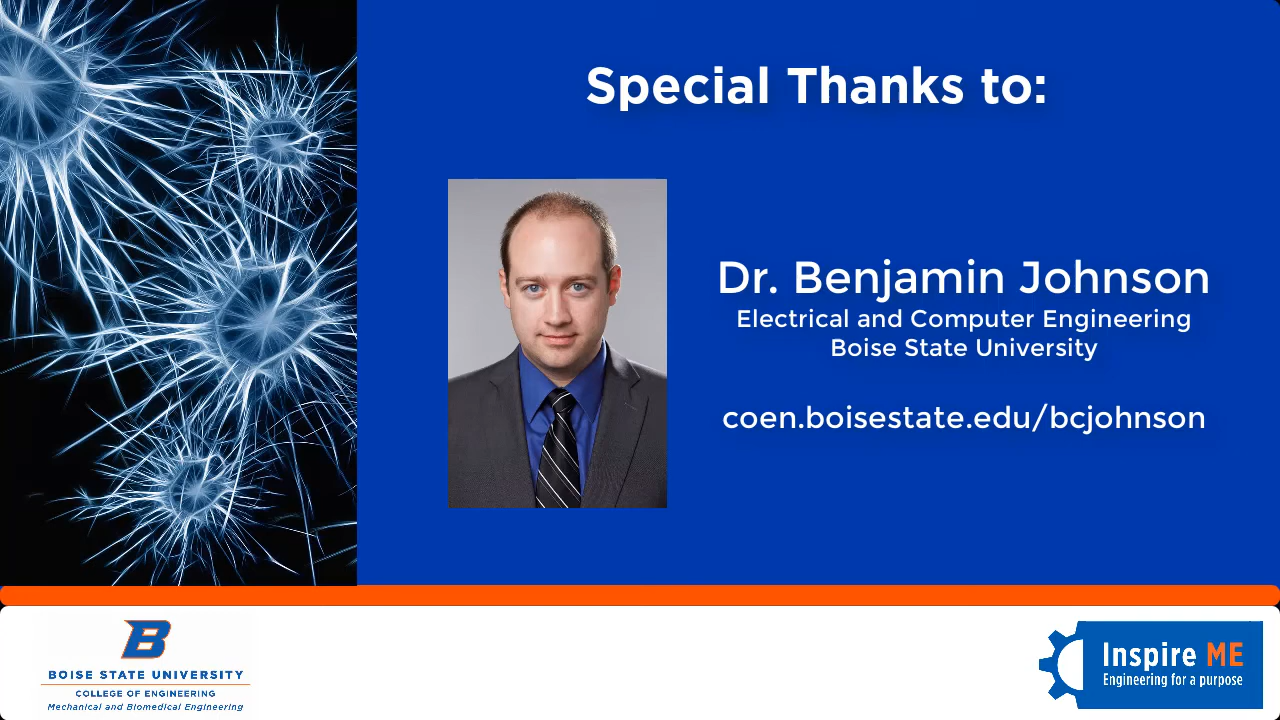 Special Thanks to:
Dr. Benjamin Johnson
Electrical and Computer Engineering
Boise State University
coen.boisestate.edu/bcjohnson
B
BOISE STATE UNIVERSITY
COLLEGE OF ENGINEERING
Mechanical and Biomedical Engineering
Inspire ME
Engineering for a purpose